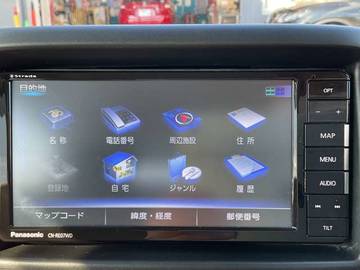 Strada
目的地
名 称
電話番号
周辺施設
住 所
登録地
自 宅
ジャンル
履 歴
マップコード
緯度・経度
郵便番号
Panasonic
CN-RE07WD
OPT
− +
MAP
MENU
AUDIO
TILT